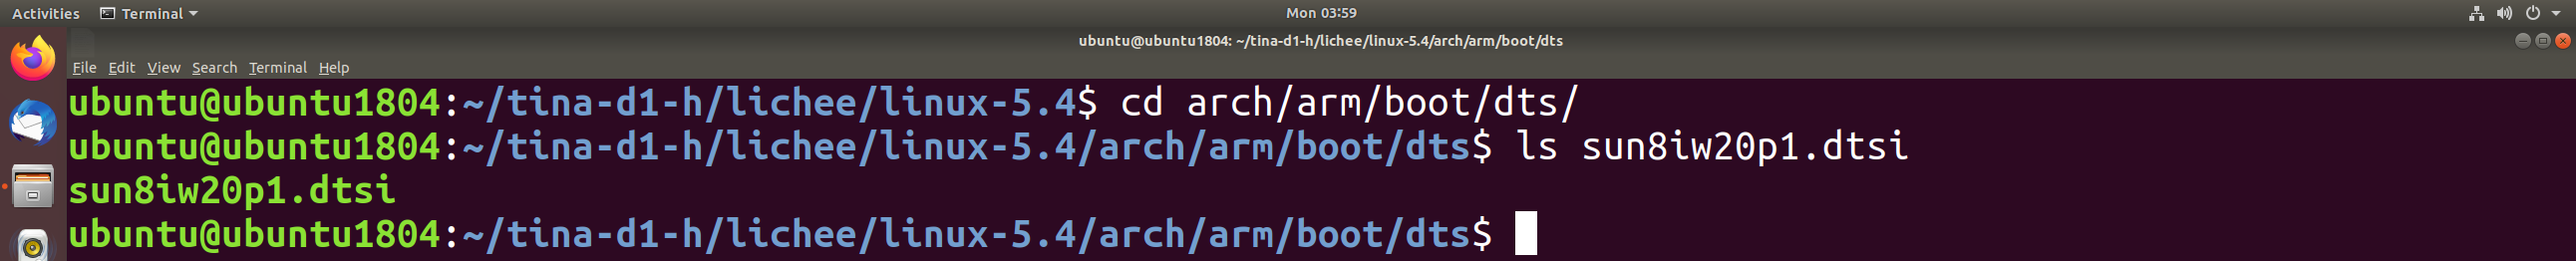 Activities Terminal Mon 03:59
ubuntu@ubuntu1804: ~/tina-d1-h/lichee/linux-5.4/arch/arm/boot/dts
File Edit View Search Terminal Help
ubuntu@ubuntu1804:~/tina-d1-h/lichee/linux-5.4$ cd arch/arm/boot/dts/
ubuntu@ubuntu1804:~/tina-d1-h/lichee/linux-5.4/arch/arm/boot/dts$ ls sun8iw20p1.dtsi
sun8iw20p1.dtsi
ubuntu@ubuntu1804:~/tina-d1-h/lichee/linux-5.4/arch/arm/boot/dts$